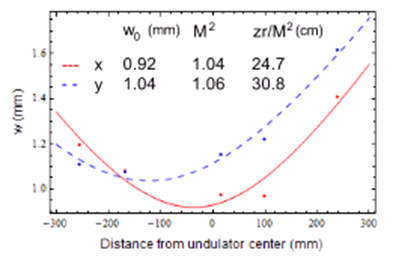 w0 (mm) M² zr/M² (cm)
x 0.92 1.04 24.7
y 1.04 1.06 30.8
1.6
1.4
1.2
1.0
w (mm)
-300 -200 -100 0 100 200 300
Distance from undulator center (mm)